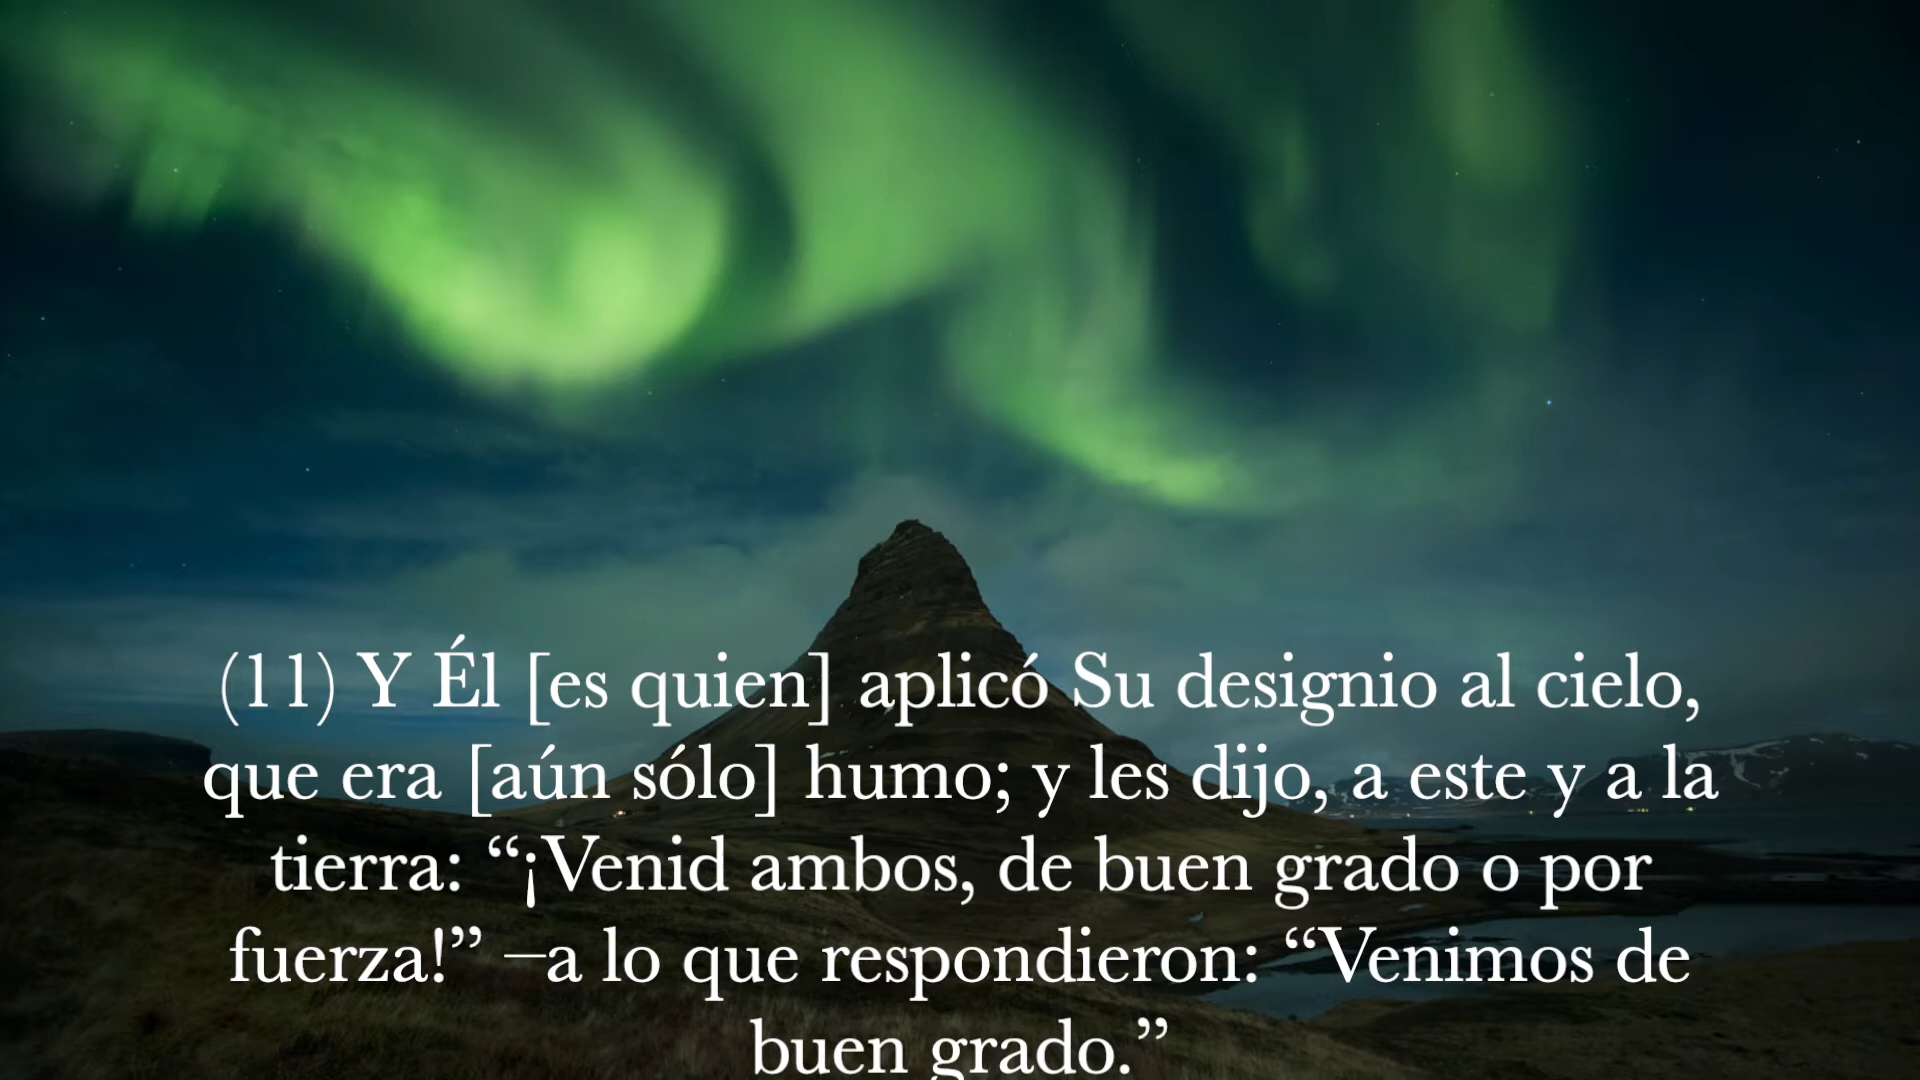 (11) Y Él [es quien] aplicó Su designio al cielo,
que era [aún sólo] humo; y les dijo, a este y a la
tierra: “¡Venid ambos, de buen grado o por
fuerza!” –a lo que respondieron: “Venimos de
buen grado.”